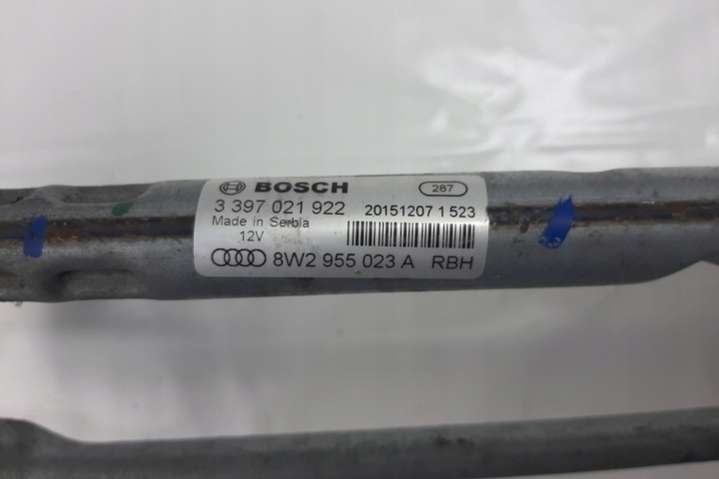 BOSCH 287
3 397 021 922 20151207 1 523
Made in Serbia
12V
8W2 955 023 A RBH